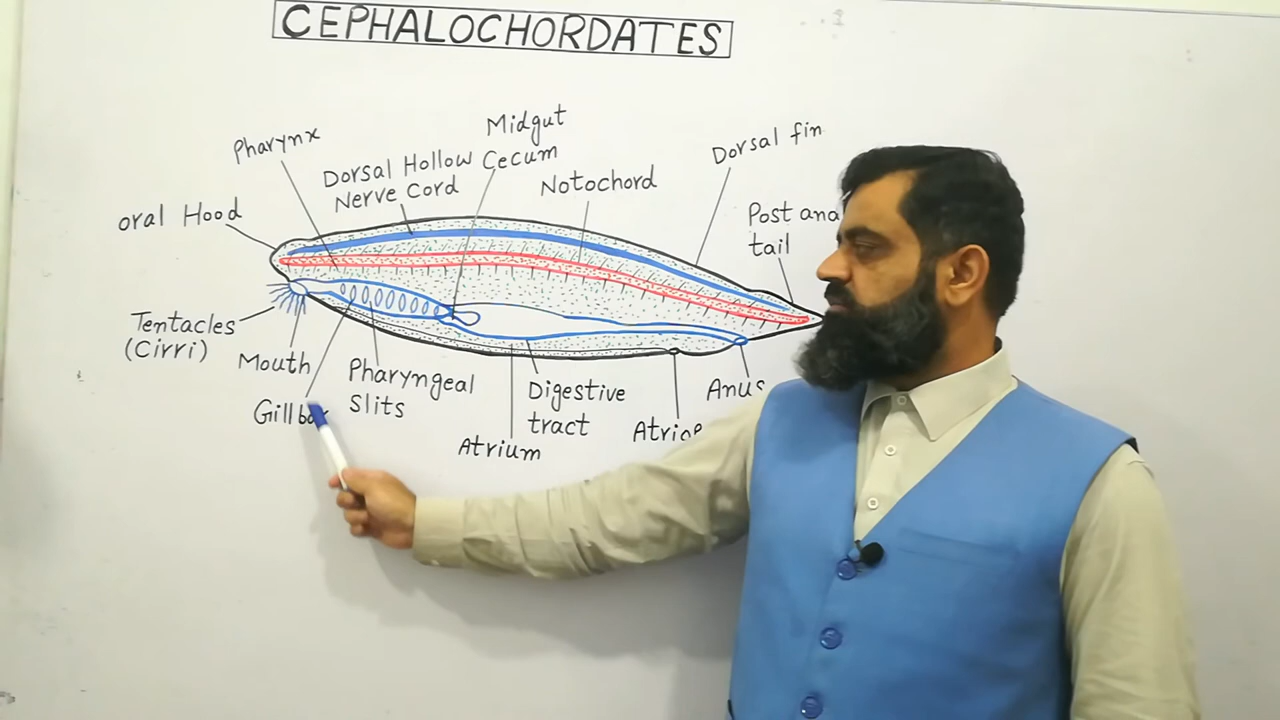 CEPHALOCHORDATES
Midgut
Cecum
Pharynx
Dorsal Hollow
Nerve Cord
Notochord
Dorsal fin
oral Hood
Post ana
tail
Tentacles
(Cirri)
Mouth
Pharyngeal
Slits
Digestive
tract
Anus
Gill
Atrium